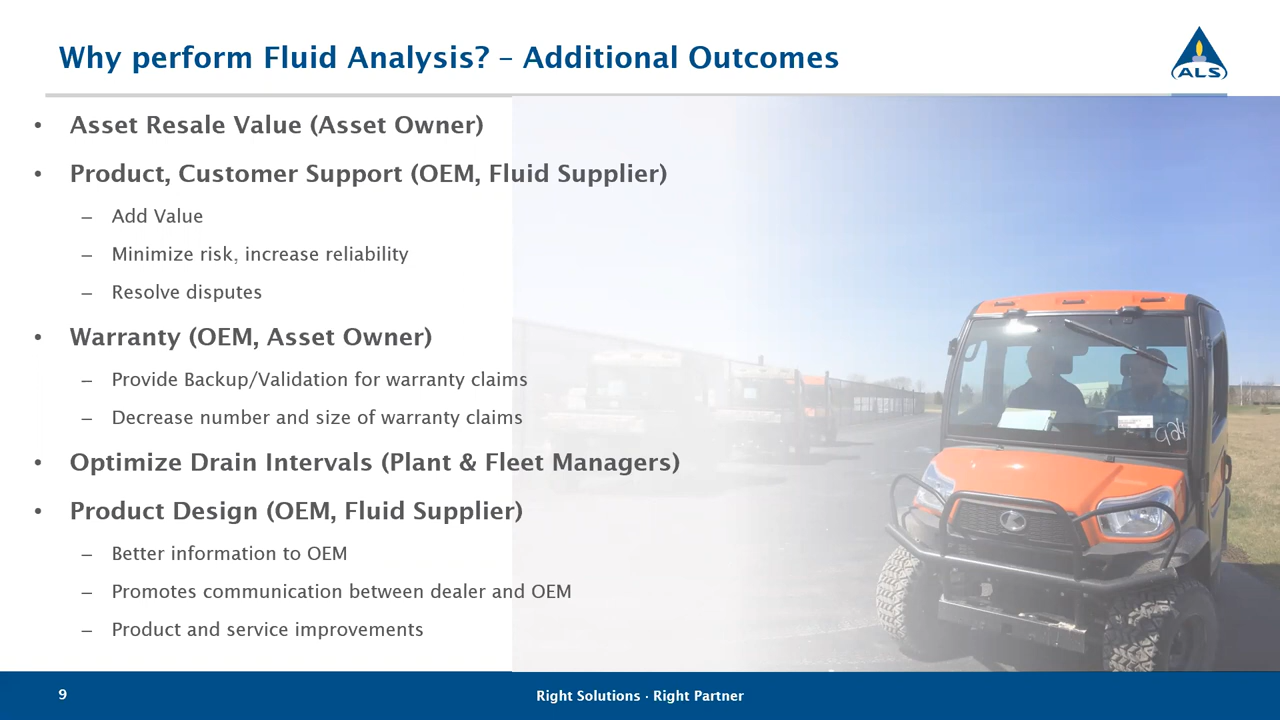 Why perform Fluid Analysis? – Additional Outcomes
ALS
• Asset Resale Value (Asset Owner)
• Product, Customer Support (OEM, Fluid Supplier)
– Add Value
– Minimize risk, increase reliability
– Resolve disputes
• Warranty (OEM, Asset Owner)
– Provide Backup/Validation for warranty claims
– Decrease number and size of warranty claims
• Optimize Drain Intervals (Plant & Fleet Managers)
• Product Design (OEM, Fluid Supplier)
– Better information to OEM
– Promotes communication between dealer and OEM
– Product and service improvements
9
Right Solutions · Right Partner